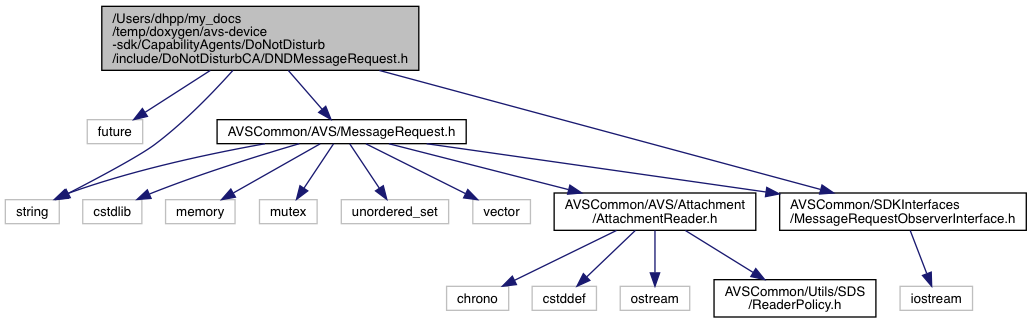 /Users/dhpp/my_docs
/temp/doxygen/avs-device
-sdk/CapabilityAgents/DoNotDisturb
/include/DoNotDisturbCA/DNDMessageRequest.h
future
AVSCommon/AVS/MessageRequest.h
string
cstdlib
memory
mutex
unordered_set
vector
AVSCommon/AVS/Attachment
/AttachmentReader.h
AVSCommon/SDKInterfaces
/MessageRequestObserverInterface.h
chrono
cstddef
ostream
AVSCommon/Utils/SDS
/ReaderPolicy.h
iostream